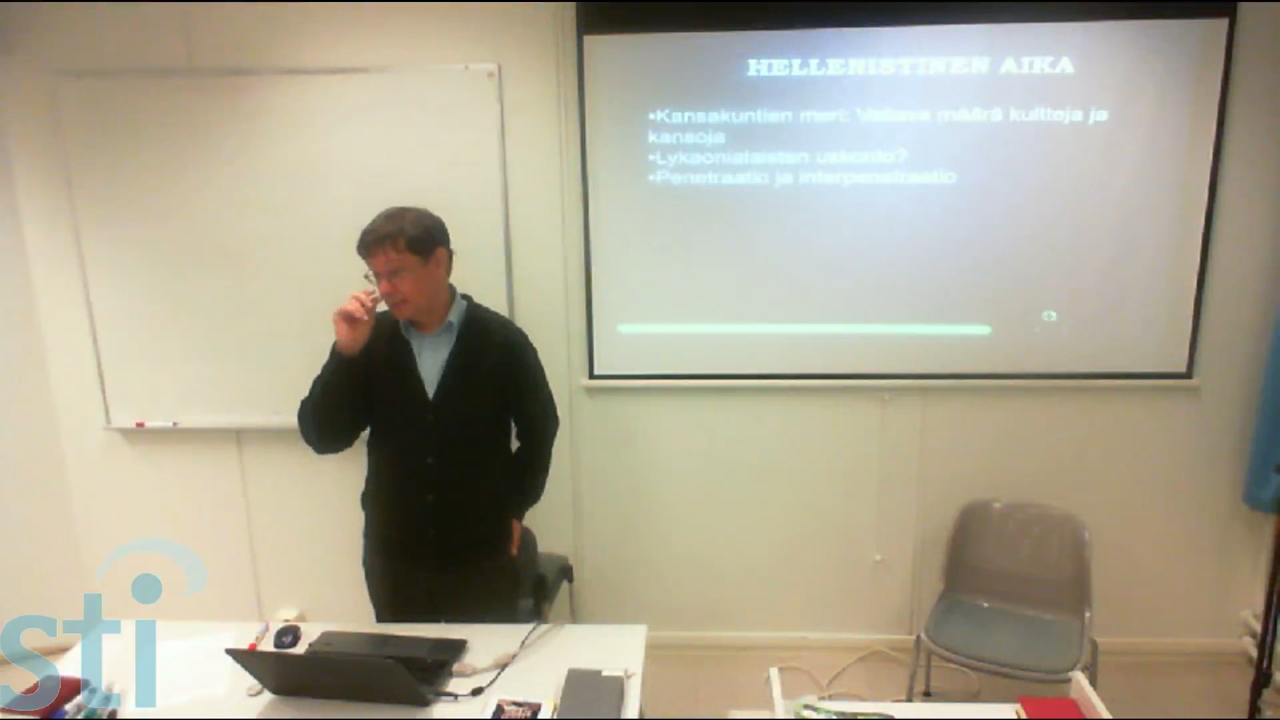 HELLENISTINEN AIKA
•Kansakuntien meri: Valtava määrä kultteja ja
kansoja
•Lykaonialaisten uskonto?
•Penetraatio ja interpenetraatio
sti